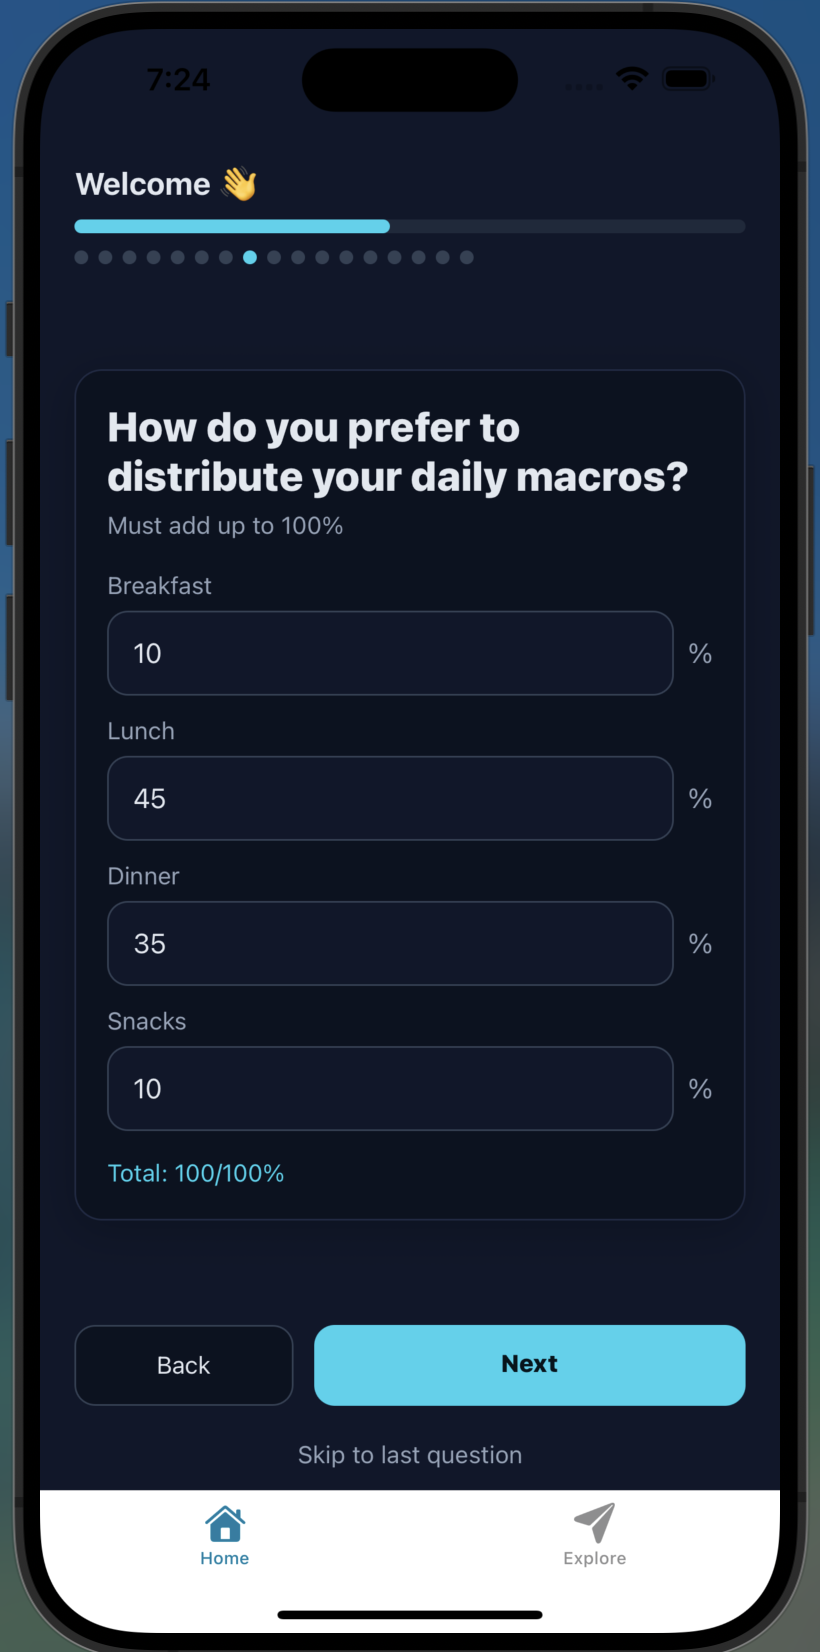 7:24
Welcome 👋
How do you prefer to
distribute your daily macros?
Must add up to 100%
Breakfast
10 %
Lunch
45 %
Dinner
35 %
Snacks
10 %
Total: 100/100%
Back
Next
Skip to last question
Home
Explore